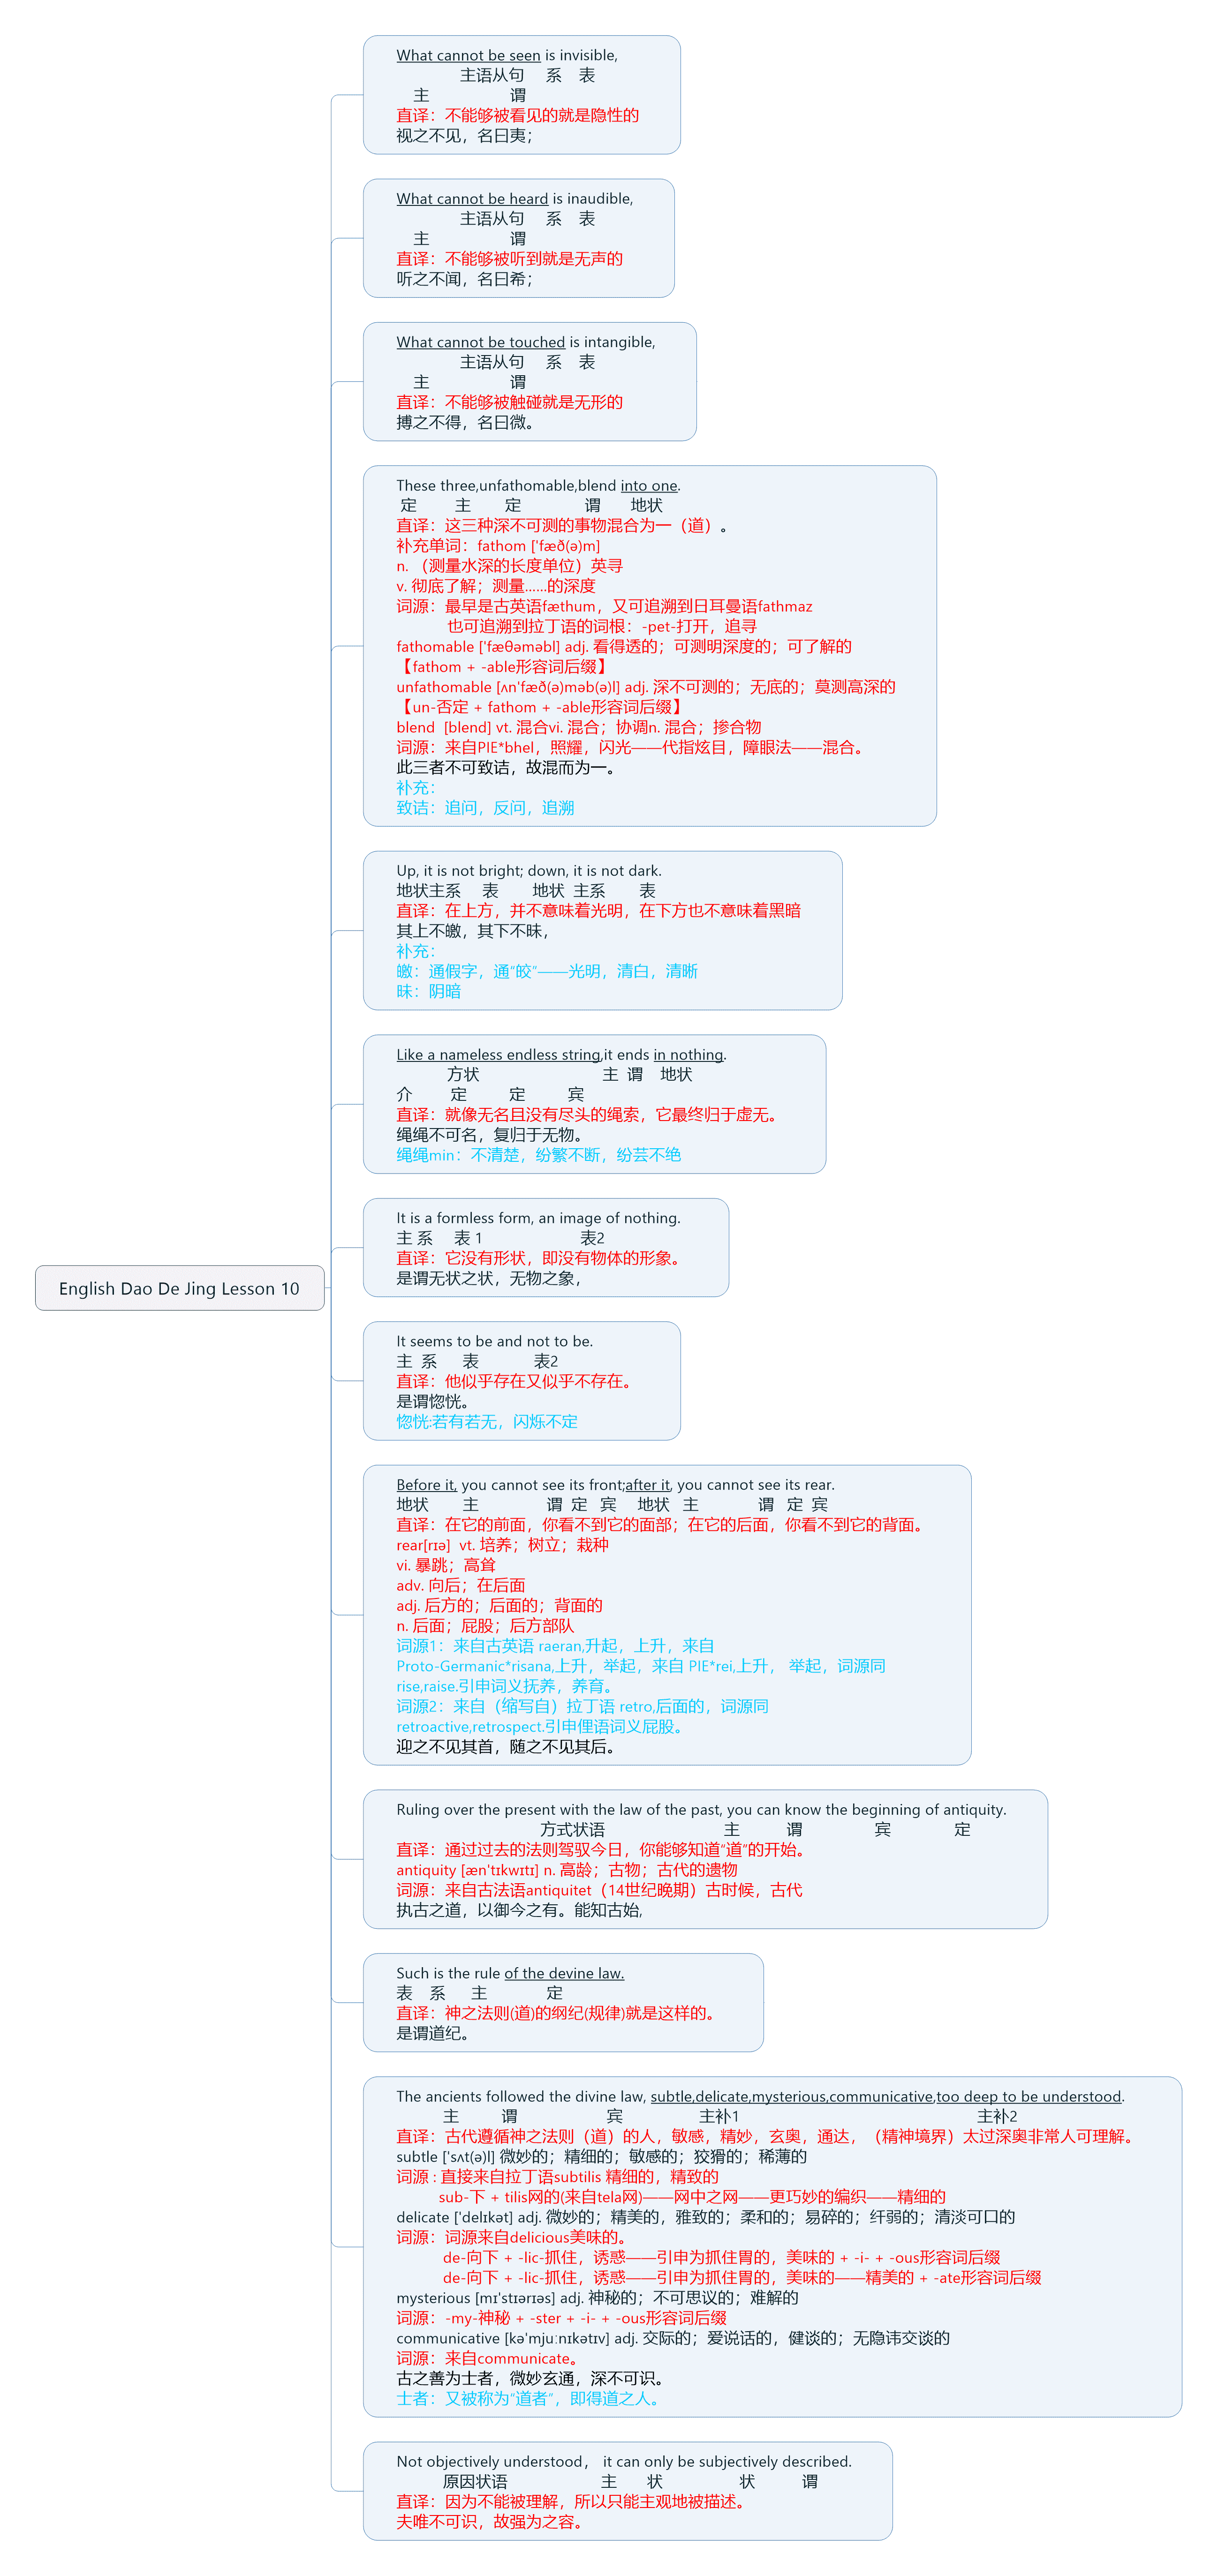 English Dao De Jing Lesson 10
What cannot be seen is invisible,
主语从句 系 表
主 谓
直译：不能够被看见的就是隐性的
视之不见，名曰夷；
What cannot be heard is inaudible,
主语从句 系 表
主 谓
直译：不能够被听到就是无声的
听之不闻，名曰希；
What cannot be touched is intangible,
主语从句 系 表
主 谓
直译：不能够被触碰就是无形的
搏之不得，名曰微。
These three,unfathomable,blend into one.
定 主 定 谓 地状
直译：这三种深不可测的事物混合为一（道）。
补充单词：fathom [ˈfæð(ə)m]
n. （测量水深的长度单位）英寻
v. 彻底了解；测量……的深度
词源：最早是古英语fæthum，又可追溯到日耳曼语fathmaz
也可追溯到拉丁语的词根：-pet-打开，追寻
fathomable ['fæθəməbl] adj. 看得透的；可测明深度的；可了解的
【fathom + -able形容词后缀】
unfathomable [ʌnˈfæð(ə)məb(ə)l] adj. 深不可测的；无底的；莫测高深的
【un-否定 + fathom + -able形容词后缀】
blend [blend] vt. 混合vi. 混合；协调n. 混合；掺合物
词源：来自PIE*bhel，照耀，闪光——代指炫目，障眼法——混合。
此三者不可致诘，故混而为一。
补充：
致诘：追问，反问，追溯
Up, it is not bright; down, it is not dark.
地状主系 表 地状 主系 表
直译：在上方，并不意味着光明，在下方也不意味着黑暗
其上不皦，其下不昧，
补充：
皦：通假字，通“皎”——光明，清白，清晰
昧：阴暗
Like a nameless endless string,it ends in nothing.
方状 主 谓 地状
介 定 定 宾
直译：就像无名且没有尽头的绳索，它最终归于虚无。
绳绳不可名，复归于无物。
绳绳min：不清楚，纷繁不断，纷芸不绝
It is a formless form, an image of nothing.
主 系 表 1 表2
直译：它没有形状，即没有物体的形象。
是谓无状之状，无物之象，
It seems to be and not to be.
主 系 表 表2
直译：他似乎存在又似乎不存在。
是谓惚恍。
惚恍:若有若无，闪烁不定
Before it, you cannot see its front;after it, you cannot see its rear.
地状 主 谓 定 宾 地状 主 谓 定 宾
直译：在它的前面，你看不到它的面部；在它的后面，你看不到它的背面。
rear[rɪə] vt. 培养；树立；栽种
vi. 暴跳；高耸
adv. 向后；在后面
adj. 后方的；后面的；背面的
n. 后面；屁股；后方部队
词源1：来自古英语 raeran,升起，上升，来自
Proto-Germanic*risana,上升，举起，来自 PIE*rei,上升， 举起，词源同
rise,raise.引申词义抚养，养育。
词源2：来自（缩写自）拉丁语 retro,后面的，词源同
retroactive,retrospect.引申俚语词义屁股。
迎之不见其首，随之不见其后。
Ruling over the present with the law of the past, you can know the beginning of antiquity.
方式状语 主 谓 宾 定
直译：通过过去的法则驾驭今日，你能够知道“道”的开始。
antiquity [æn'tɪkwɪtɪ] n. 高龄；古物；古代的遗物
词源：来自古法语antiquitet（14世纪晚期）古时候，古代
执古之道，以御今之有。能知古始,
Such is the rule of the devine law.
表 系 主 定
直译：神之法则(道)的纲纪(规律)就是这样的。
是谓道纪。
The ancients followed the divine law, subtle,delicate,mysterious,communicative,too deep to be understood.
主 谓 宾 主补1 主补2
直译：古代遵循神之法则（道）的人，敏感，精妙，玄奥，通达，（精神境界）太过深奥非常人可理解。
subtle ['sʌt(ə)l] 微妙的；精细的；敏感的；狡猾的；稀薄的
词源 : 直接来自拉丁语subtilis 精细的，精致的
sub-下 + tilis网的(来自tela网)——网中之网——更巧妙的编织——精细的
delicate ['delɪkət] adj. 微妙的；精美的，雅致的；柔和的；易碎的；纤弱的；清淡可口的
词源：词源来自delicious美味的。
de-向下 + -lic-抓住，诱惑——引申为抓住胃的，美味的 + -i- + -ous形容词后缀
de-向下 + -lic-抓住，诱惑——引申为抓住胃的，美味的——精美的 + -ate形容词后缀
mysterious [mɪ'stɪərɪəs] adj. 神秘的；不可思议的；难解的
词源：-my-神秘 + -ster + -i- + -ous形容词后缀
communicative [kə'mjuːnɪkətɪv] adj. 交际的；爱说话的，健谈的；无隐讳交谈的
词源：来自communicate。
古之善为士者，微妙玄通，深不可识。
士者：又被称为“道者”，即得道之人。
Not objectively understood， it can only be subjectively described.
原因状语 主 状 状 谓
直译：因为不能被理解，所以只能主观地被描述。
夫唯不可识，故强为之容。